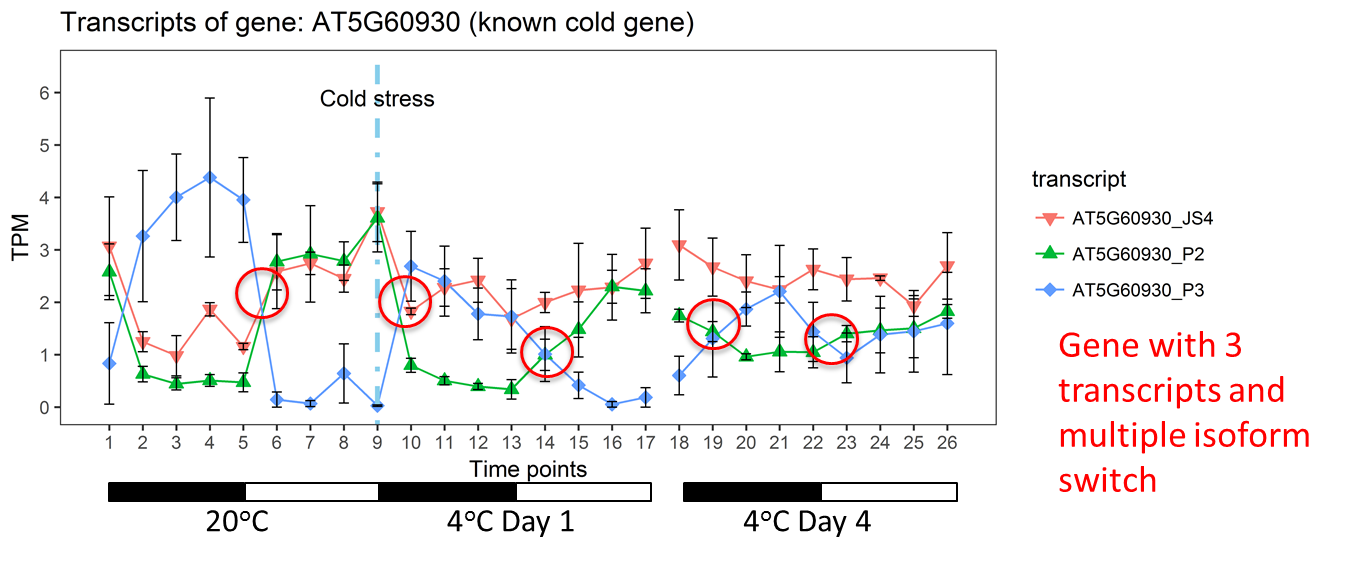 Transcripts of gene: AT5G60930 (known cold gene)
Cold stress
TPM
6
5
4
3
2
1
0
1 2 3 4 5 6 7 8 9 10 11 12 13 14 15 16 17 18 19 20 21 22 23 24 25 26
Time points
20°C 4°C Day 1 4°C Day 4
transcript
AT5G60930_JS4
AT5G60930_P2
AT5G60930_P3
Gene with 3
transcripts and
multiple isoform
switch